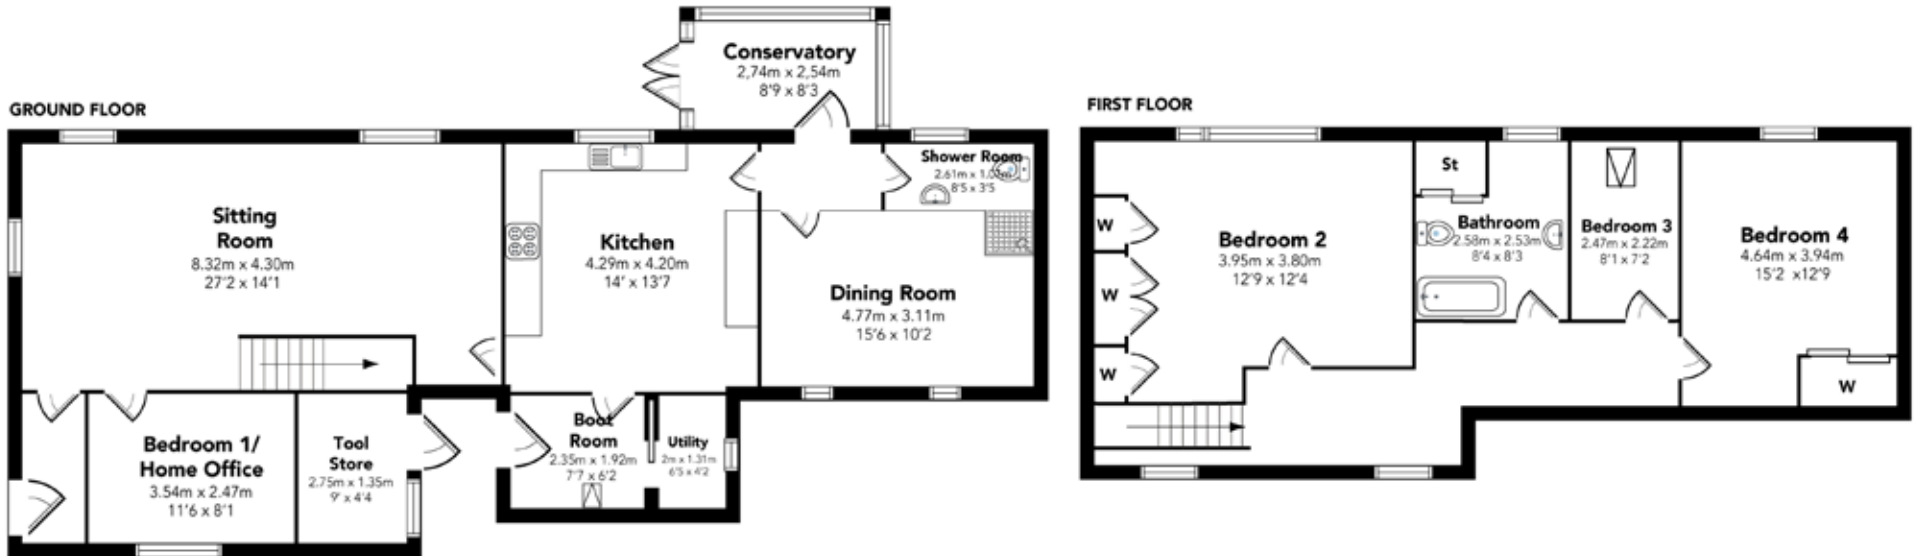 GROUND FLOOR
Conservatory
2,74m x 2,54m
8'9 x 8'3
Sitting
Room
8.32m x 4.30m
27'2 x 14'1
Kitchen
4.29m x 4.20m
14' x 13'7
Shower Room
2.61m x
8'5 x 3'5
Dining Room
4.77m x 3.11m
15'6 x 10'2
Bedroom 1/
Home Office
3.54m x 2.47m
11'6 x 8'1
Tool
Store
2.75m x 1.35m
9' x 4'4
Boot
Room
2.35m x 1.92m
7'7 x 6'2
Utility
2m x 1.31m
6'5 x 4'2
FIRST FLOOR
W
W
W
Bedroom 2
3.95m x 3.80m
12'9 x 12'4
St
Bathroom
2.58m x 2.53m
8'4 x 8'3
Bedroom 3
2.47m x 2.22m
8'1 x 7'2
Bedroom 4
4.64m x 3.94m
15'2 x12'9
W